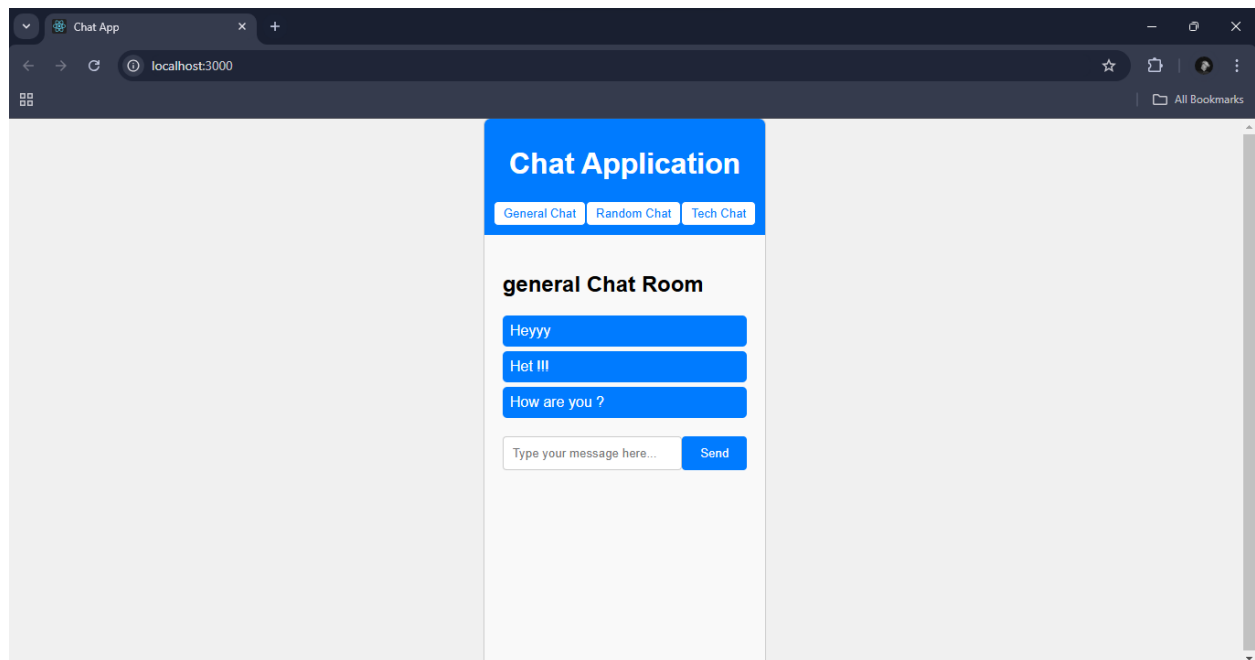 Chat App
localhost:3000
All Bookmarks
Chat Application
General Chat Random Chat Tech Chat
general Chat Room
Heyyy
Het !!!
How are you ?
Type your message here... Send